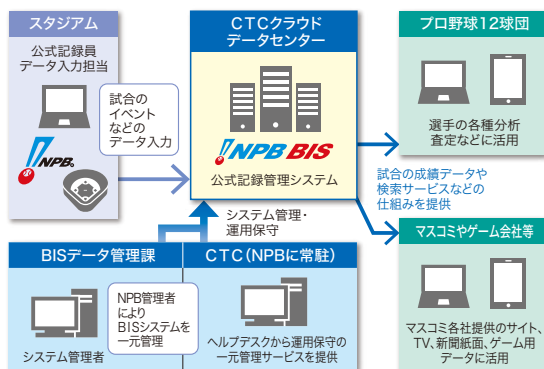 スタジアム
公式記録員
データ入力担当
試合の
イベント
などの
データ入力
NPB
CTCクラウド
データセンター
NPB BIS
公式記録管理システム
プロ野球12球団
選手の各種分析
査定などに活用
試合の成績データや
検索サービスなどの
仕組みを提供
システム管理・
運用保守
マスコミやゲーム会社等
マスコミ各社提供のサイト、
TV、新聞紙面、ゲーム用
データに活用
BISデータ管理課
システム管理者
NPB管理者
により
BISシステムを
一元管理
CTC(NPBに常駐)
ヘルプデスクから運用保守の
一元管理サービスを提供